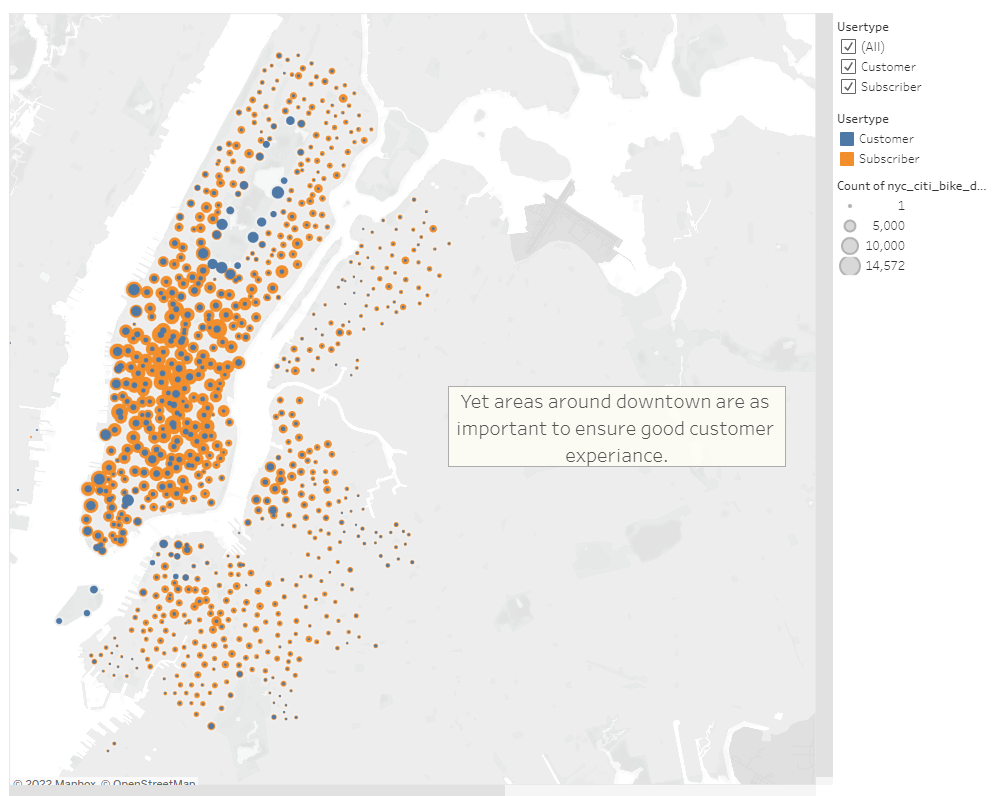 Usertype
(All)
Customer
Subscriber
Usertype
Customer
Subscriber
Count of nyc_citi_bike_d...
1
5,000
10,000
14,572
Yet areas around downtown are as
important to ensure good customer
experiance.
© 2022 Mapbox © OpenStreetMap